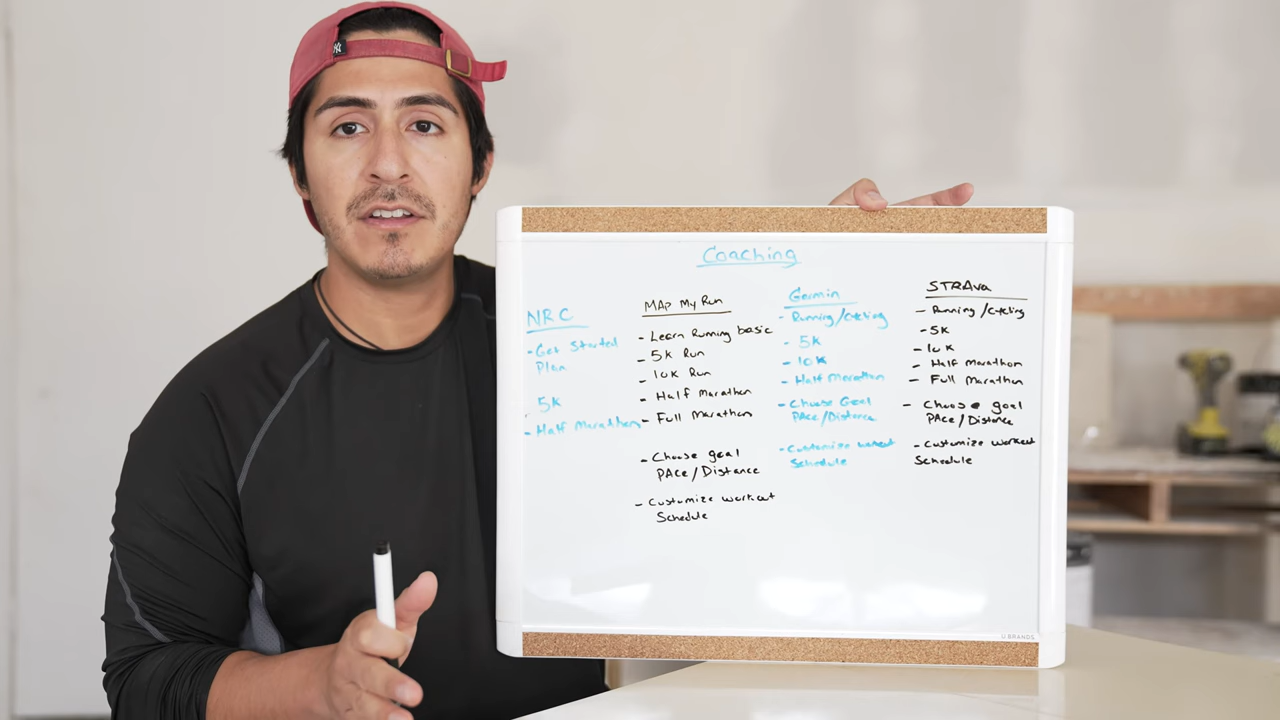 Coaching
NRC
- Get Started
Plan
- 5K
- Half Marathon
MAP My Run
- Learn Running basic
- 5K Run
- 10K Run
- Half Marathon
- Full Marathon
- Choose goal
PAce/Distance
- Customize workout
Schedule
Garmin
- Running/Cycling
- 5K
- 10K
- Half Marathon
- Choose Goal
PAce/Distance
- Customize workout
Schedule
STRAva
- Running/Cycling
- 5K
- 10K
- Half Marathon
- Full Marathon
- Choose goal
PAce/Distance
- Customize workout
Schedule
U BRANDS
NY